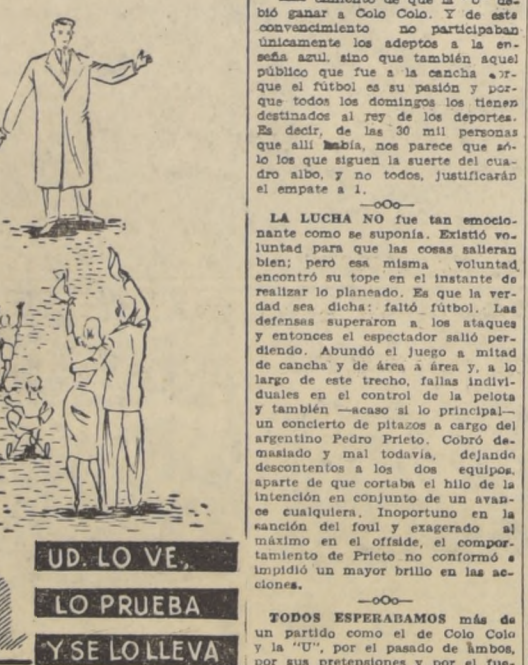 bió ganar a Colo Colo. Y de este
convencimiento no participaban
únicamente los adeptos a la en-
seña azul, sino que también aquel
público que fue a la cancha
que el fútbol es su pasión y por-
que todos los domingos los tienen
destinados al rey de los deportes.
Es decir, de las 30 mil personas
que allí había, nos parece que só-
lo los que siguen la suerte del cua-
dro albo, y no todos, justificarán
el empate a 1.
—oOo—
LA LUCHA NO fue tan emocio-
nante como se suponía. Existió vo-
luntad para que las cosas salieran
bien; pero esa misma voluntad
encontró su tope en el instante de
realizar lo planeado. Es que la ver-
dad sea dicha: faltó fútbol. Las
defensas superaron a los ataques
y entonces el espectador salió per-
diendo. Abundó el juego a mitad
de cancha y de área a área y, a lo
largo de este trecho, fallas indivi-
duales en el control de la pelota
y también —acaso si lo principal—
un concierto de pitazos a cargo del
argentino Pedro Prieto. Cobró de-
masiado y mal todavía, dejando
descontentos a los dos equipos,
aparte de que cortaba el hilo de la
intención en conjunto de un avan-
ce cualquiera. Inoportuno en la
sanción del foul y exagerado al
máximo en el offside, el compor-
tamiento de Prieto no conformó e
impidió un mayor brillo en las ac-
ciones.
—oOo—
TODOS ESPERABAMOS más de
un partido como el de Colo Colo
y la "U", por el pasado de ambos,
por sus pretensiones y por el fue
UD. LO VE,
LO PRUEBA
Y SE LO LLEVA